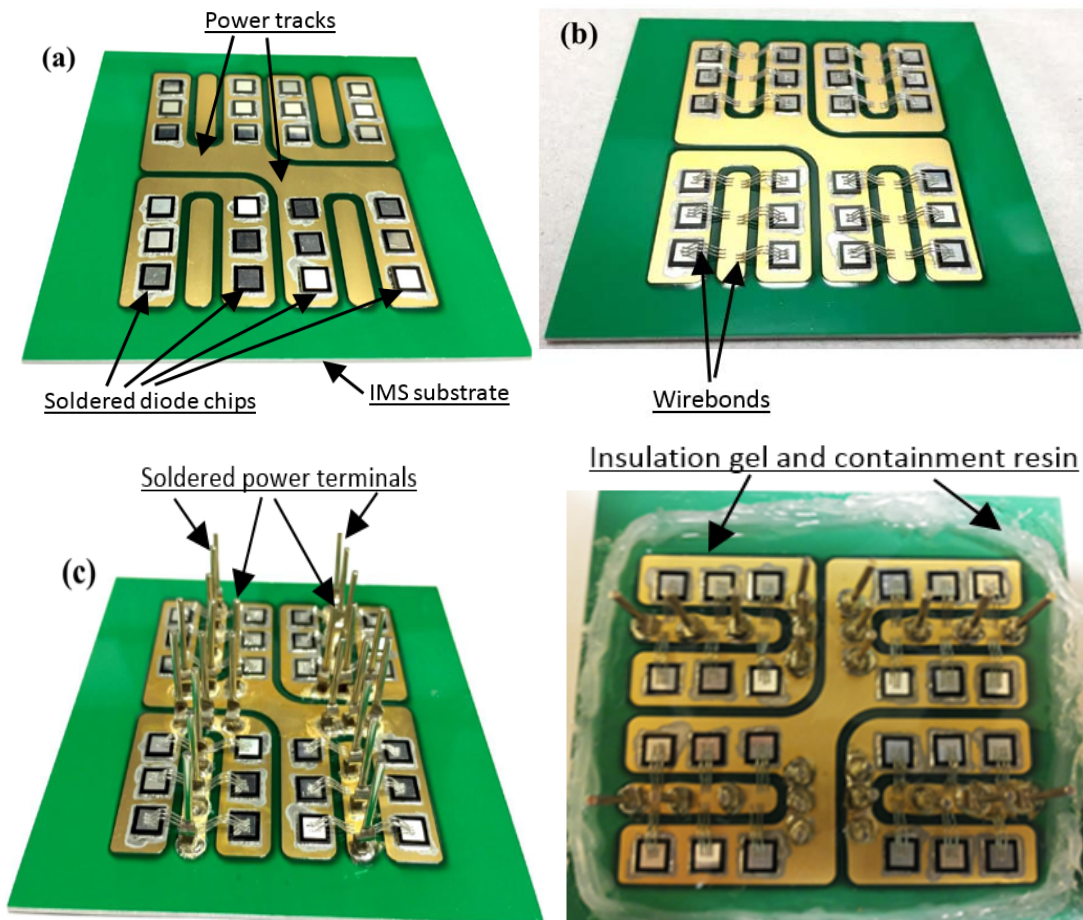 Power tracks
(a)
(b)
Soldered diode chips
IMS substrate
Wirebonds
Soldered power terminals
Insulation gel and containment resin
(c)